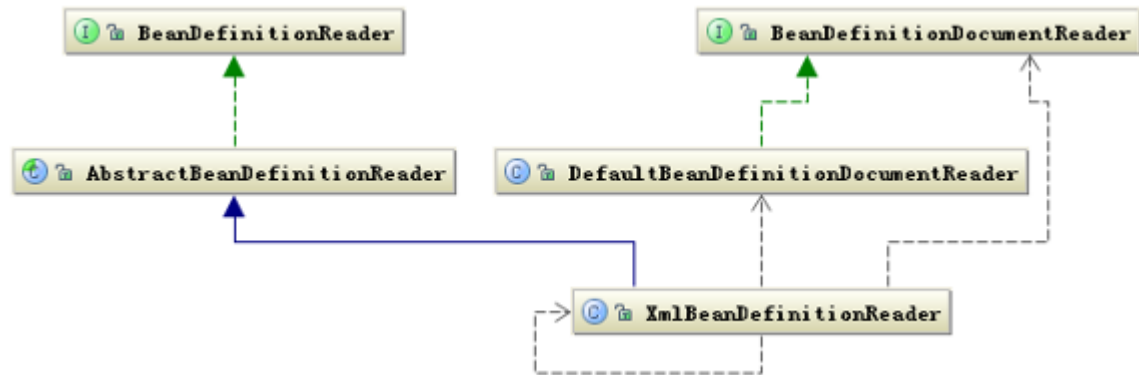 I BeanDefinitionReader
I BeanDefinitionDocumentReader
C AbstractBeanDefinitionReader
C DefaultBeanDefinitionDocumentReader
C XmlBeanDefinitionReader